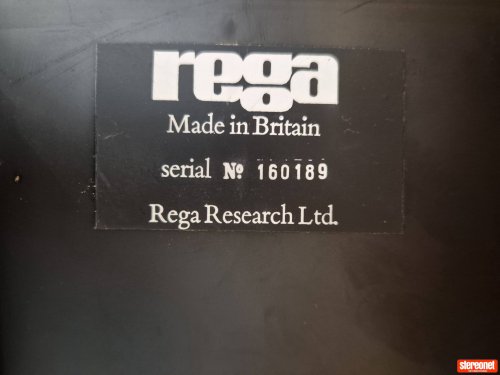 rega
Made in Britain
serial № 160189
Rega Research Ltd.
stereonet